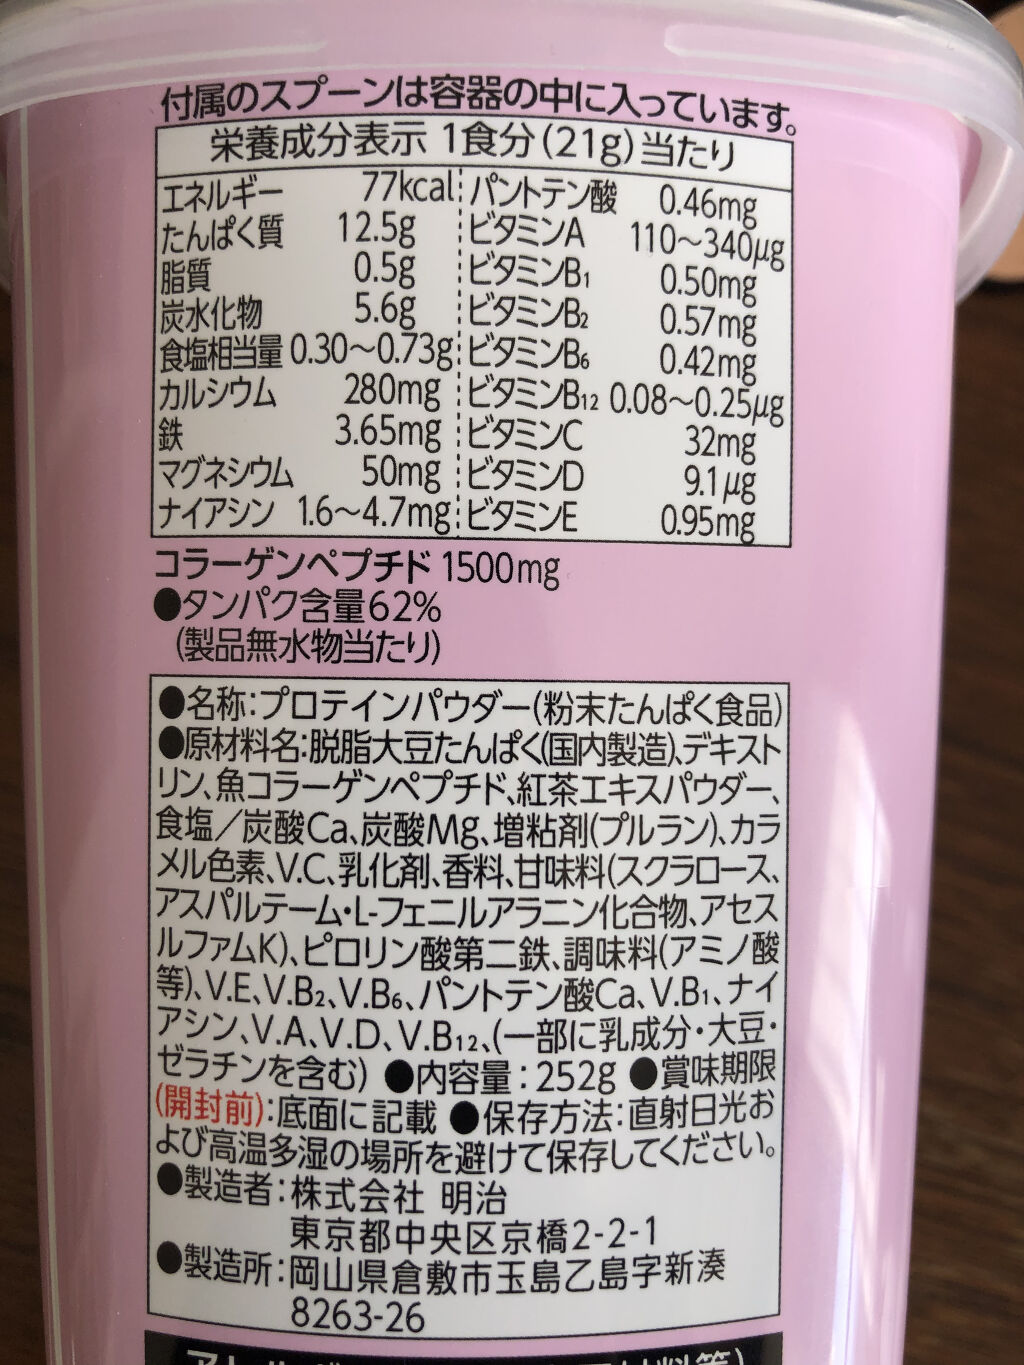 付属のスプーンは容器の中に入っています。
栄養成分表示 1食分(21g)当たり
エネルギー 77kcal パントテン酸 0.46mg
たんぱく質 12.5g ビタミンA 110〜340μg
脂質 0.5g ビタミンB1 0.50mg
炭水化物 5.6g ビタミンB2 0.57mg
食塩相当量 0.30〜0.73g ビタミンB6 0.42mg
カルシウム 280mg ビタミンB12 0.08〜0.25μg
鉄 3.65mg ビタミンC 32mg
マグネシウム 50mg ビタミンD 9.1μg
ナイアシン 1.6〜4.7mg ビタミンE 0.95mg
コラーゲンペプチド 1500mg
●タンパク含量62%
(製品無水物当たり)
●名称:プロテインパウダー(粉末たんぱく食品)
●原材料名:脱脂大豆たんぱく(国内製造)、デキスト
リン、魚コラーゲンペプチド、紅茶エキスパウダー、
食塩/炭酸Ca、炭酸Mg、増粘剤(プルラン)、カラ
メル色素、V.C、乳化剤、香料、甘味料(スクラロース、
アスパルテーム・L-フェニルアラニン化合物、アセス
ルファムK)、ピロリン酸第二鉄、調味料(アミノ酸
等)、V.E、V.B2、V.B6、パントテン酸Ca、V.B1、ナイ
アシン、V.A、V.D、V.B12、(一部に乳成分・大豆・
ゼラチンを含む) ●内容量:252g ●賞味期限
(開封前):底面に記載 ●保存方法:直射日光お
よび高温多湿の場所を避けて保存してください。
●製造者:株式会社 明治
東京都中央区京橋2-2-1
●製造所:岡山県倉敷市玉島乙島字新湊
8263-26